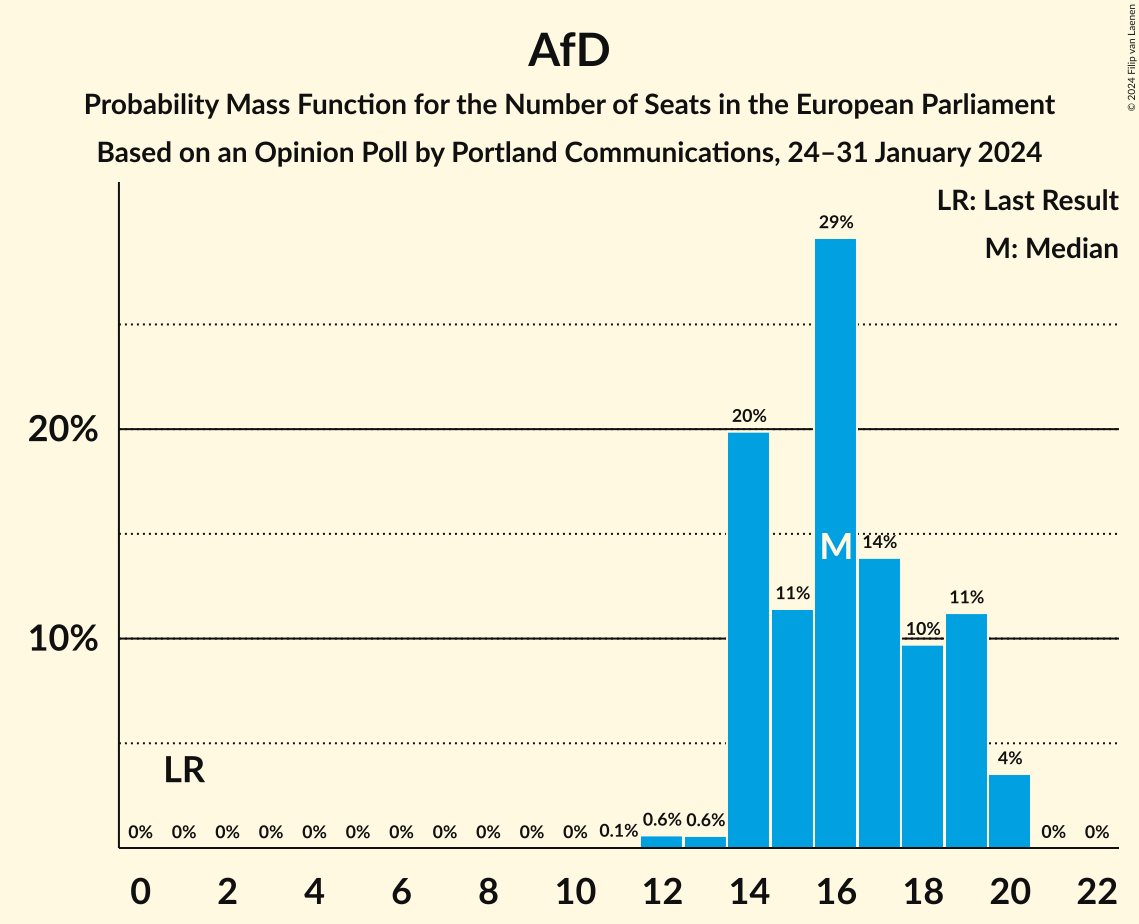 AfD
Probability Mass Function for the Number of Seats in the European Parliament
Based on an Opinion Poll by Portland Communications, 24–31 January 2024
© 2024 Filip van Laenen
LR: Last Result
M: Median
29%
20%
20%
M
14%
11%
11%
10%
10%
LR
4%
0% 0% 0% 0% 0% 0% 0% 0% 0% 0% 0% 0.1% 0.6% 0.6% 0% 0%
0 2 4 6 8 10 12 14 16 18 20 22